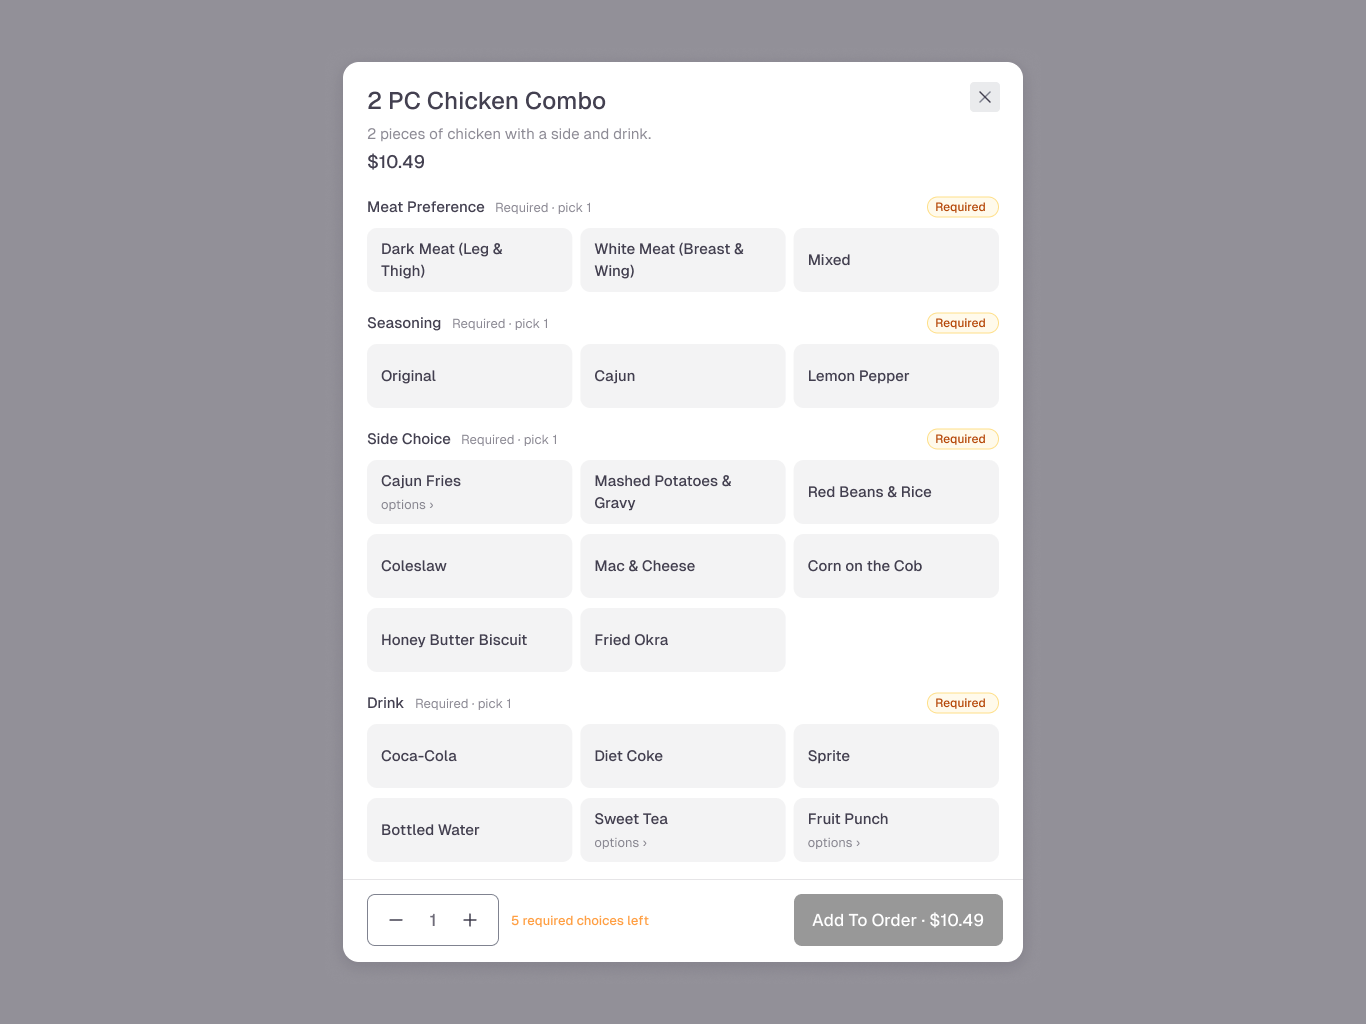 2 PC Chicken Combo
2 pieces of chicken with a side and drink.
$10.49
Meat Preference Required · pick 1 Required
Dark Meat (Leg &
Thigh)
White Meat (Breast &
Wing)
Mixed
Seasoning Required · pick 1 Required
Original
Cajun
Lemon Pepper
Side Choice Required · pick 1 Required
Cajun Fries
options ›
Mashed Potatoes &
Gravy
Red Beans & Rice
Coleslaw
Mac & Cheese
Corn on the Cob
Honey Butter Biscuit
Fried Okra
Drink Required · pick 1 Required
Coca-Cola
Diet Coke
Sprite
Bottled Water
Sweet Tea
options ›
Fruit Punch
options ›
1
5 required choices left
Add To Order · $10.49